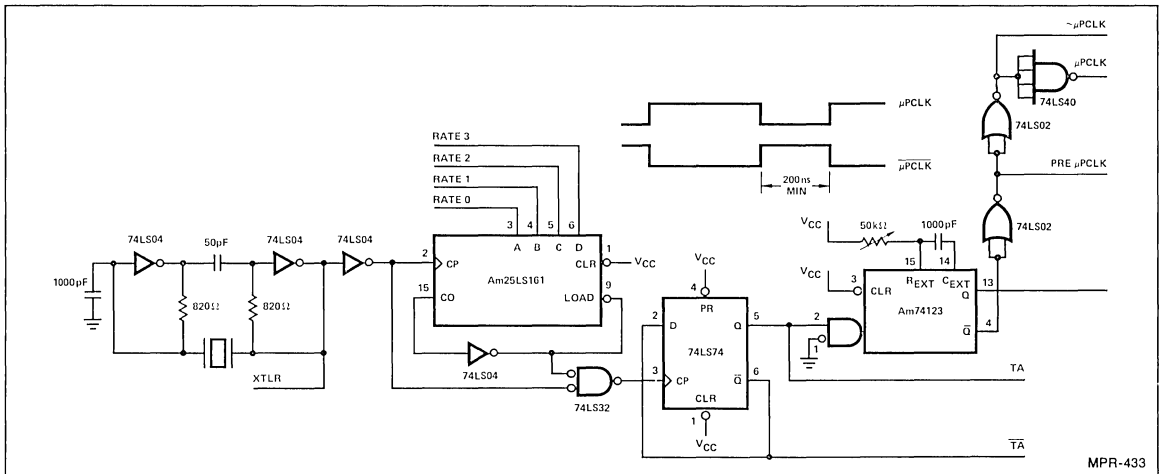 ~μPCLK
μPCLK
74LS40
74LS02
μPCLK
μPCLK
200ns
MIN
PRE μPCLK
74LS02
RATE 3
RATE 2
RATE 1
RATE 0
3 4 5 6
A B C D
1
CLR
VCC
2
CP
Am25LS161
15
CO
9
LOAD
74LS04
50pF
74LS04
74LS04
1000pF
820Ω
820Ω
XTLR
74LS04
74LS32
VCC
4
PR
2
D
Q
5
74LS74
3
CP
Q
6
CLR
1
VCC
VCC
50kΩ
1000pF
15
14
VCC
3
CLR
REXT
CEXT
Q
13
Am74123
Q
4
2
1
TA
TA
MPR-433